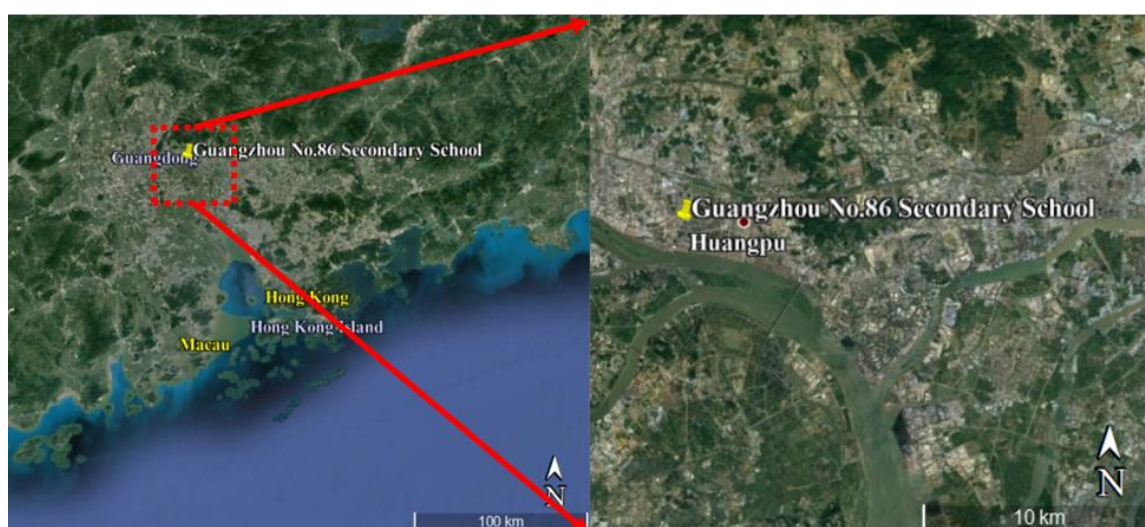 Guangdong
Guangzhou No.86 Secondary School
Hong Kong
Hong Kong Island
Macau
N
100 km
Guangzhou No.86 Secondary School
Huangpu
N
10 km